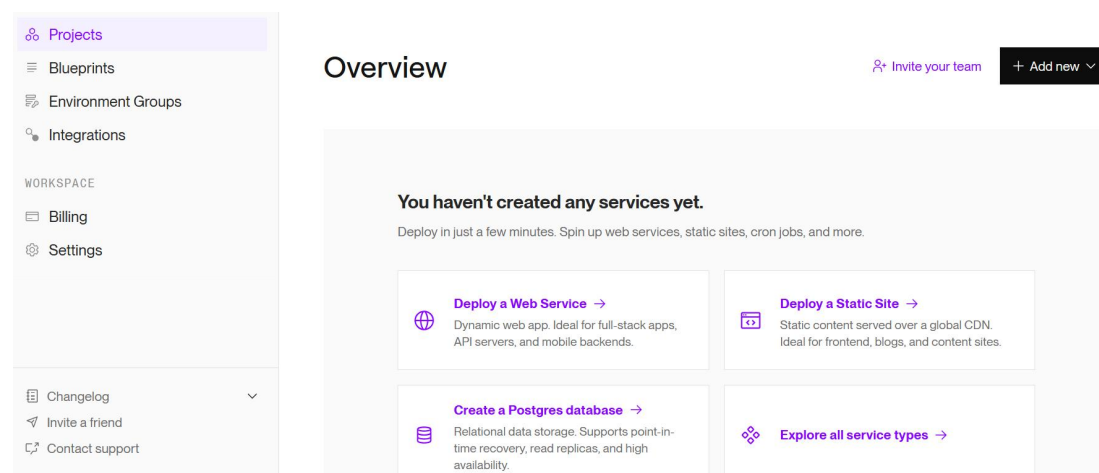 Projects
Blueprints
Environment Groups
Integrations
WORKSPACE
Billing
Settings
Changelog
Invite a friend
Contact support
Overview
Invite your team
+ Add new
You haven't created any services yet.
Deploy in just a few minutes. Spin up web services, static sites, cron jobs, and more.
Deploy a Web Service →
Dynamic web app. Ideal for full-stack apps,
API servers, and mobile backends.
Deploy a Static Site →
Static content served over a global CDN.
Ideal for frontend, blogs, and content sites.
Create a Postgres database →
Relational data storage. Supports point-in-
time recovery, read replicas, and high
availability.
Explore all service types →